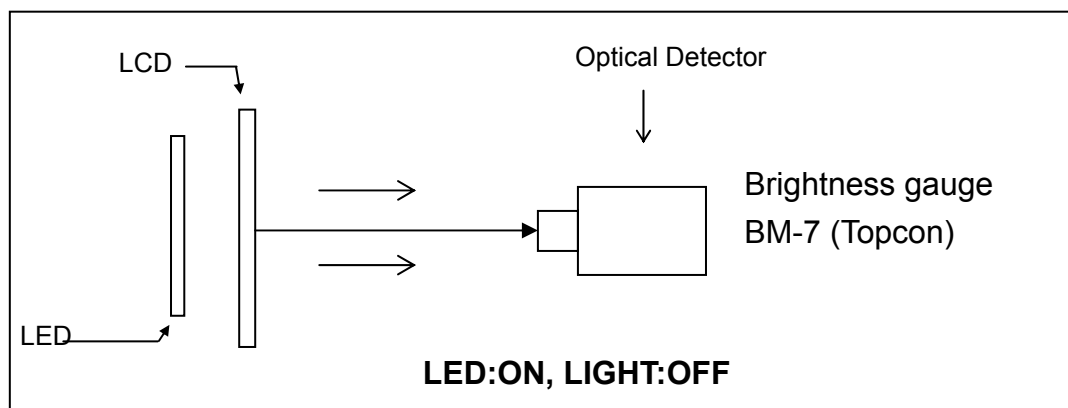 LCD
Optical Detector
Brightness gauge
BM-7 (Topcon)
LED
LED:ON, LIGHT:OFF